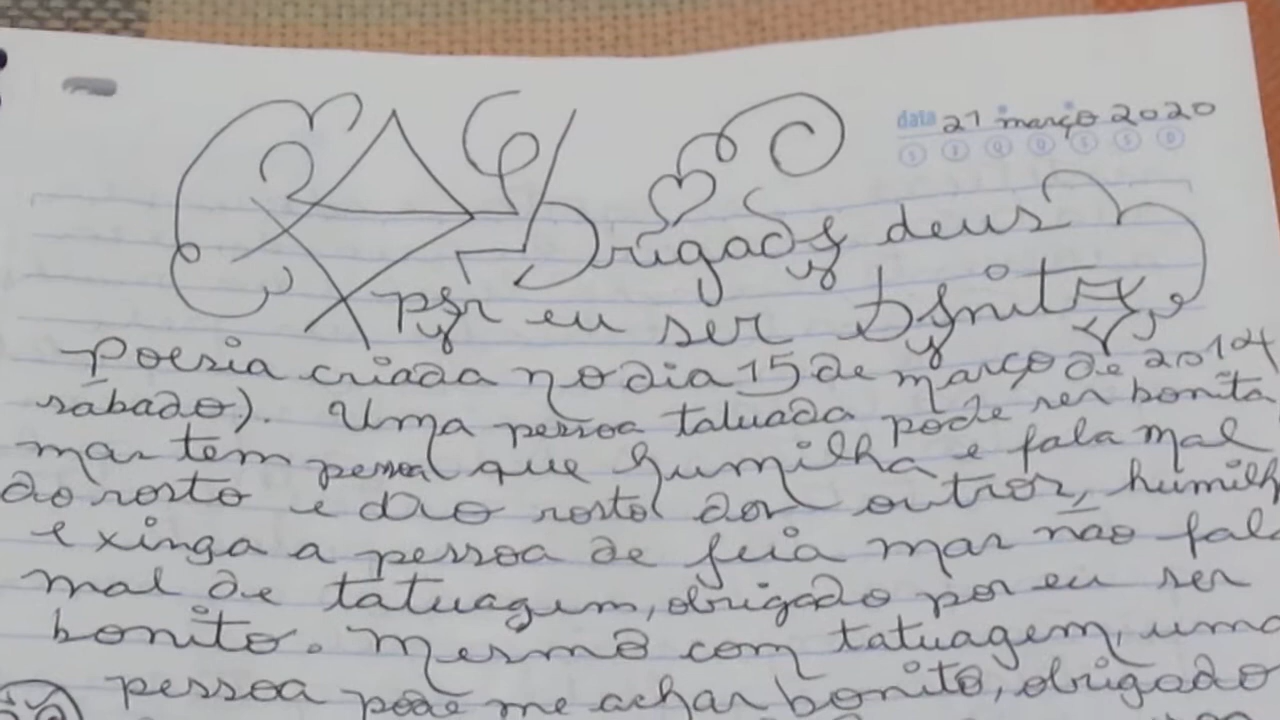 data 27 março 2020
S D Q Q S S D
Obrigado deus
por eu ser bonito
Poesia criada no dia 15 de março de 2014
sábado). Uma pessoa tatuada pode ser bonita
mas tem pessoa que humilha e fala mal
do rosto e do rosto dos outros, humilh
e xinga a pessoa de feia mas não fala
mal de tatuagem, obrigado por eu ser
bonito. Mesmo com tatuagem, uma
pessoa pode me achar bonito, obrigado